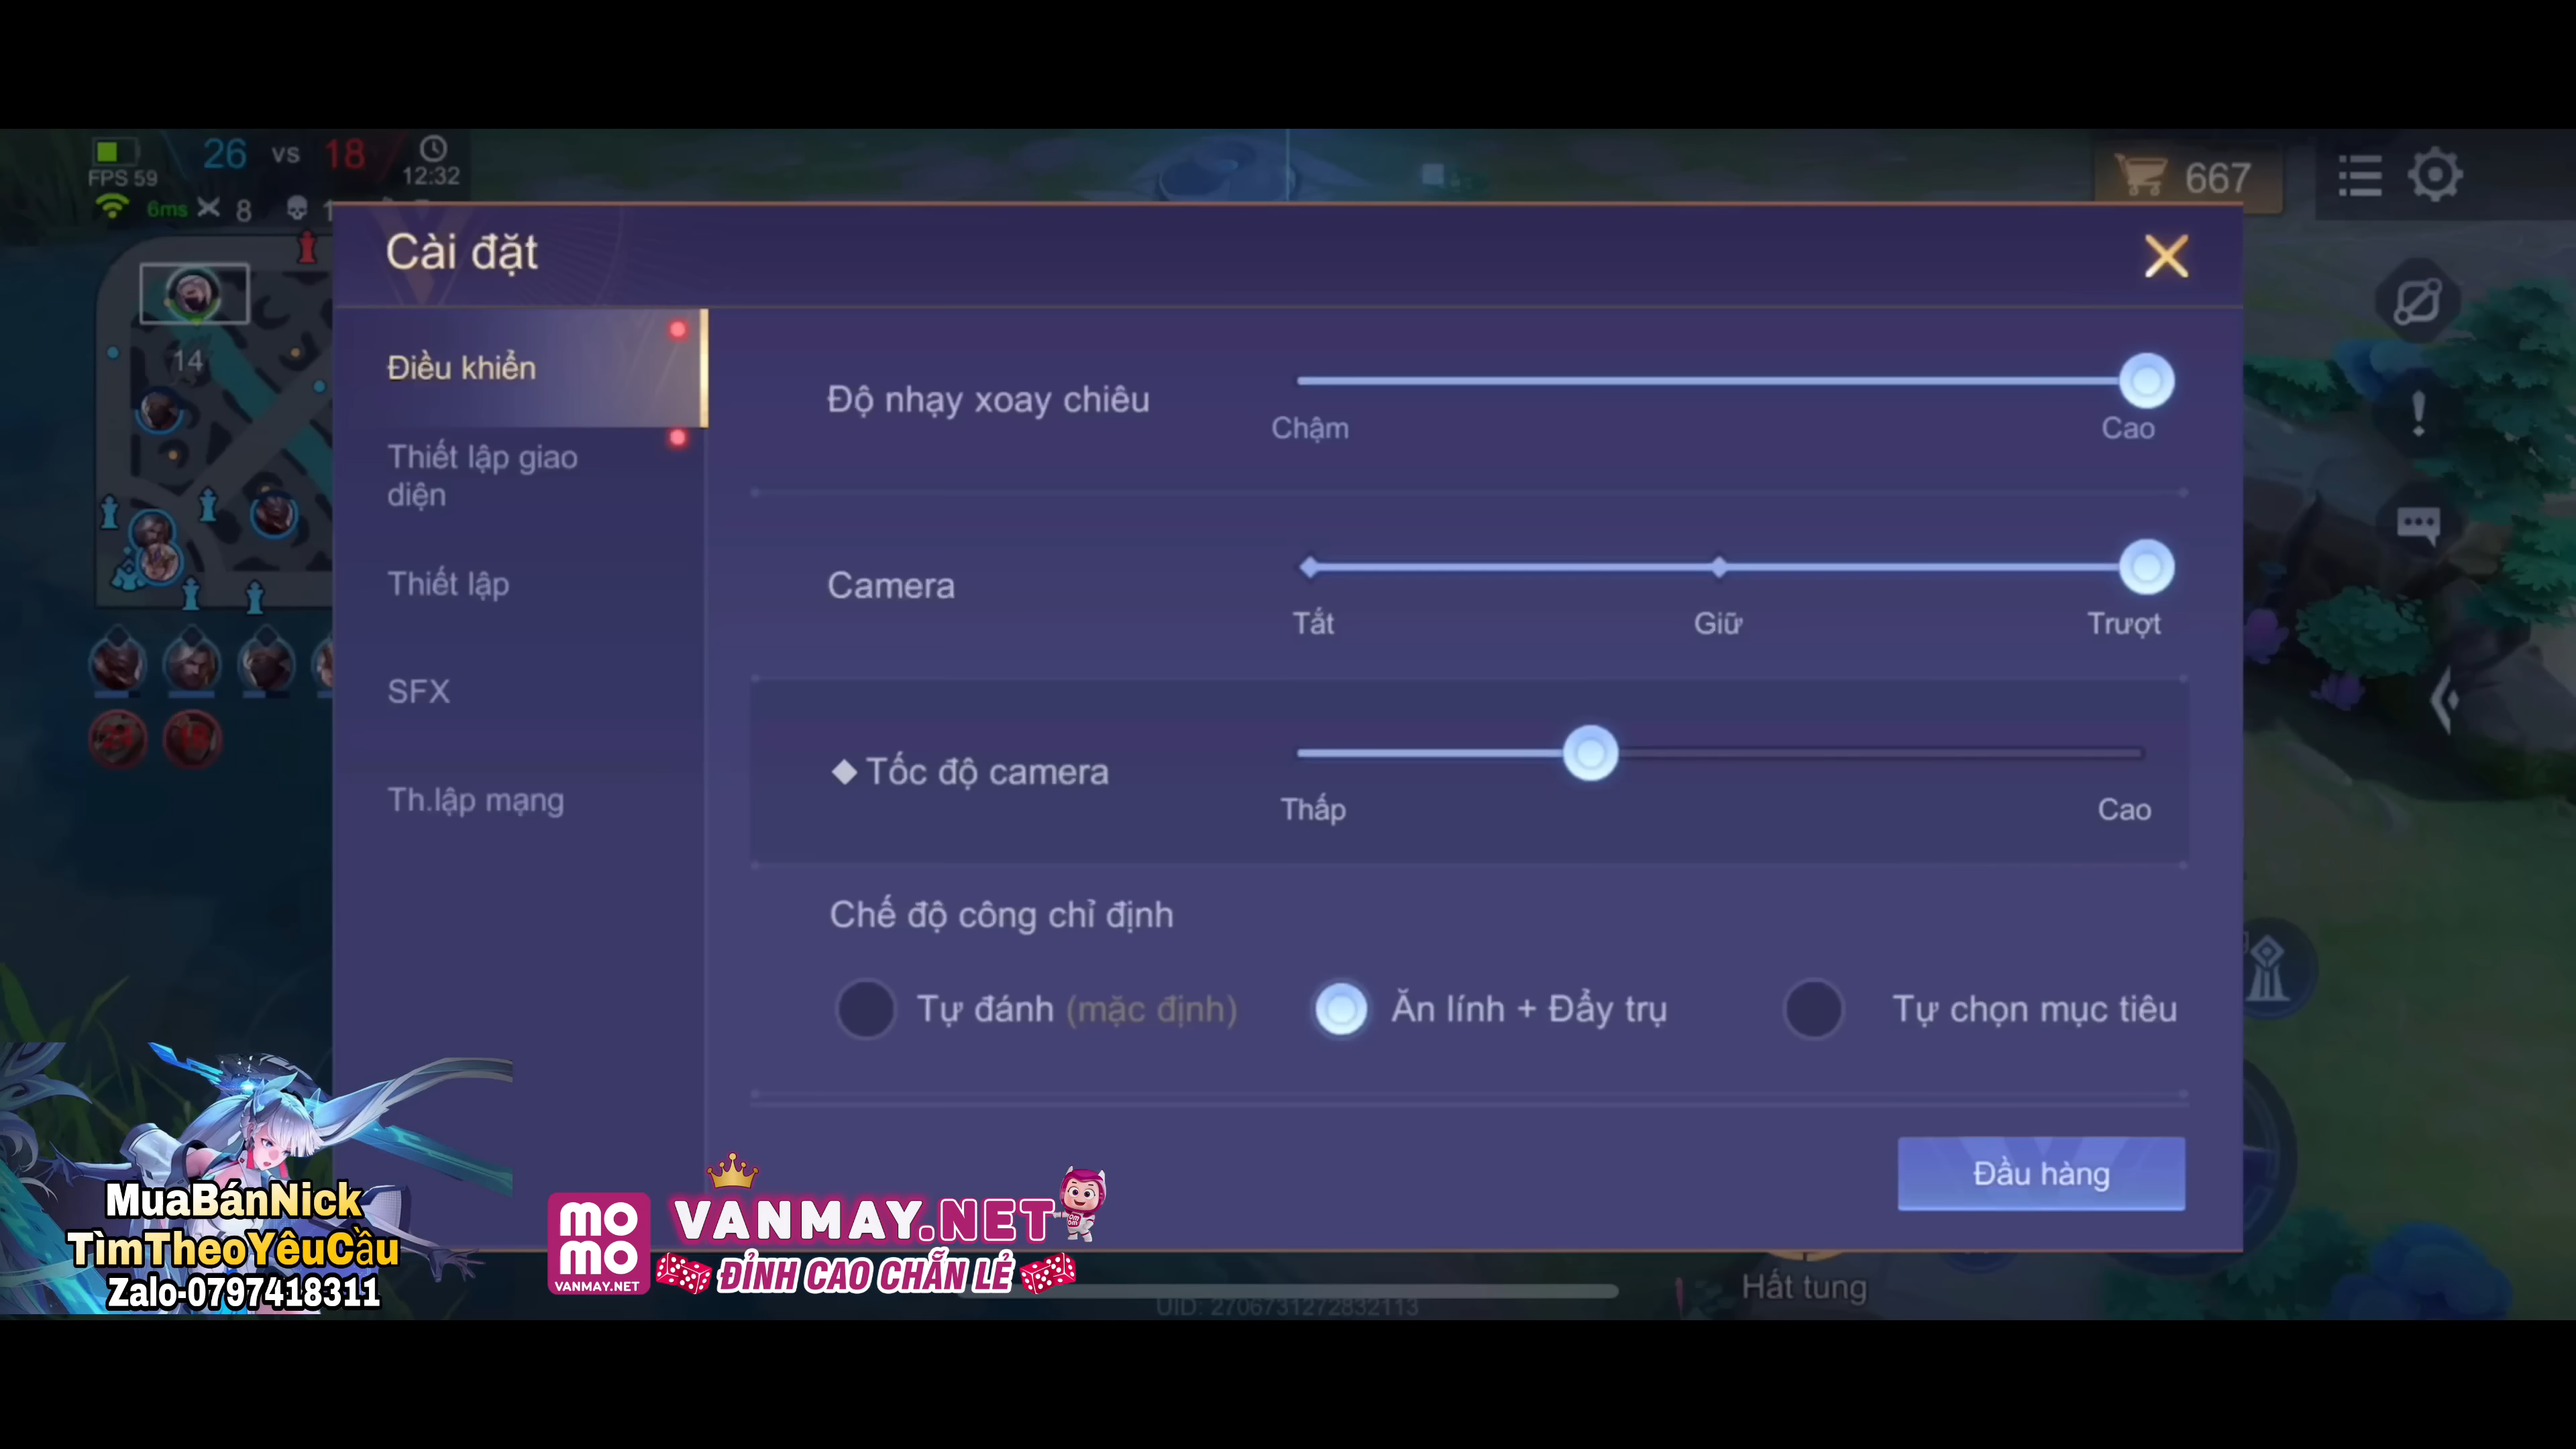 26 vs 18
12:32
FPS 59
6ms
8
667
Cài đặt
14
Điều khiển
Thiết lập giao
diện
Thiết lập
SFX
Th.lập mạng
Độ nhạy xoay chiêu
Chậm
Cao
Camera
Tắt
Giữ
Trượt
Tốc độ camera
Thấp
Cao
Chế độ công chỉ định
Tự đánh (mặc định)
Ăn lính + Đẩy trụ
Tự chọn mục tiêu
Đầu hàng
Hất tung
UID: 2706731272832113
MuaBánNick
TìmTheoYêuCầu
Zalo-0797418311
mo
mo
VANMAY.NET
VANMAY.NET
ĐỈNH CAO CHẴN LẺ